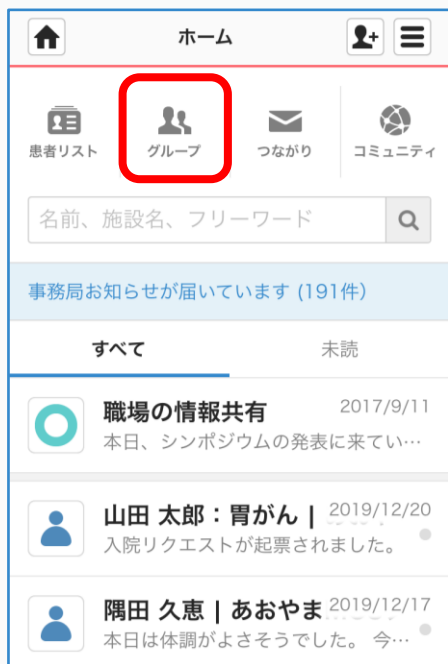 ホーム
患者リスト
グループ
つながり
コミュニティ
名前、施設名、フリーワード
事務局お知らせが届いています (191件)
すべて
未読
職場の情報共有 2017/9/11
本日、シンポジウムの発表に来てい…
山田 太郎：胃がん | 2019/12/20
入院リクエストが起票されました。
隅田 久恵 | あおやま 2019/12/17
本日は体調がよさそうでした。 今…